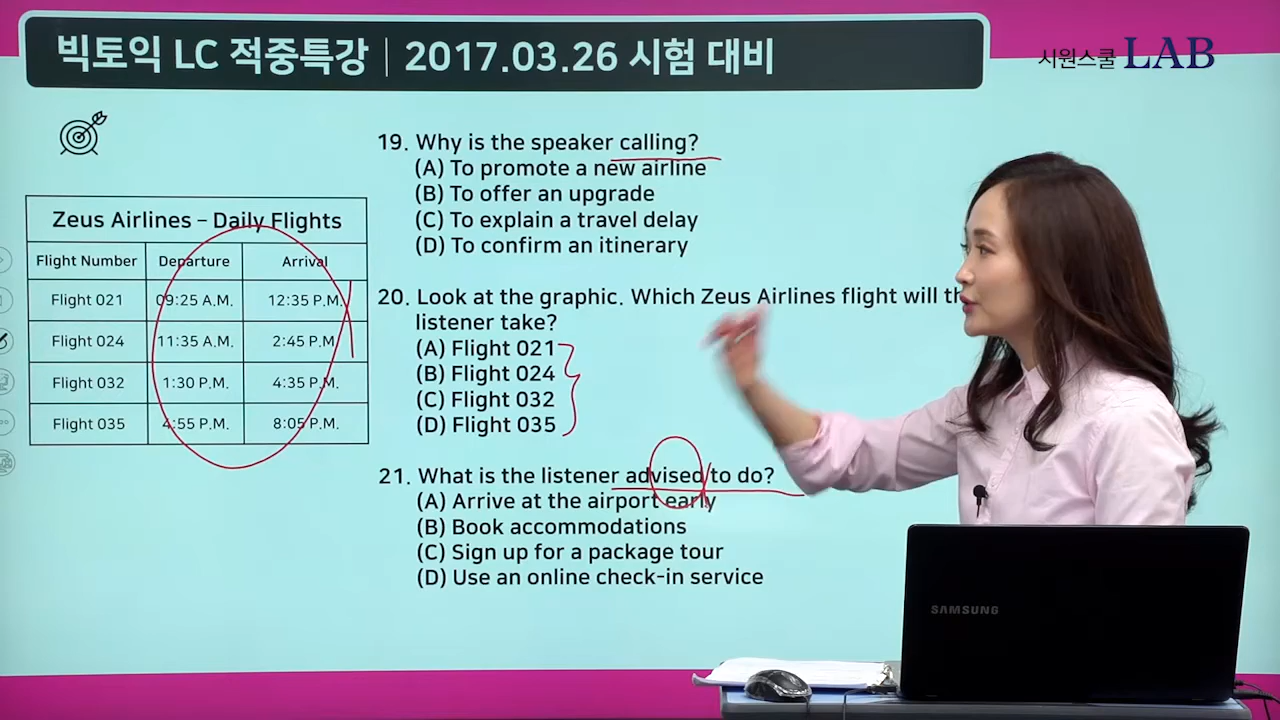 빅토익 LC 적중특강 | 2017.03.26 시험 대비
시원스쿨 LAB
Zeus Airlines – Daily Flights
Flight Number Departure Arrival
Flight 021 09:25 A.M. 12:35 P.M.
Flight 024 11:35 A.M. 2:45 P.M.
Flight 032 1:30 P.M. 4:35 P.M.
Flight 035 4:55 P.M. 8:05 P.M.
19. Why is the speaker calling?
(A) To promote a new airline
(B) To offer an upgrade
(C) To explain a travel delay
(D) To confirm an itinerary
20. Look at the graphic. Which Zeus Airlines flight will
listener take?
(A) Flight 021
(B) Flight 024
(C) Flight 032
(D) Flight 035
21. What is the listener advised to do?
(A) Arrive at the airport early
(B) Book accommodations
(C) Sign up for a package tour
(D) Use an online check-in service
SAMSUNG